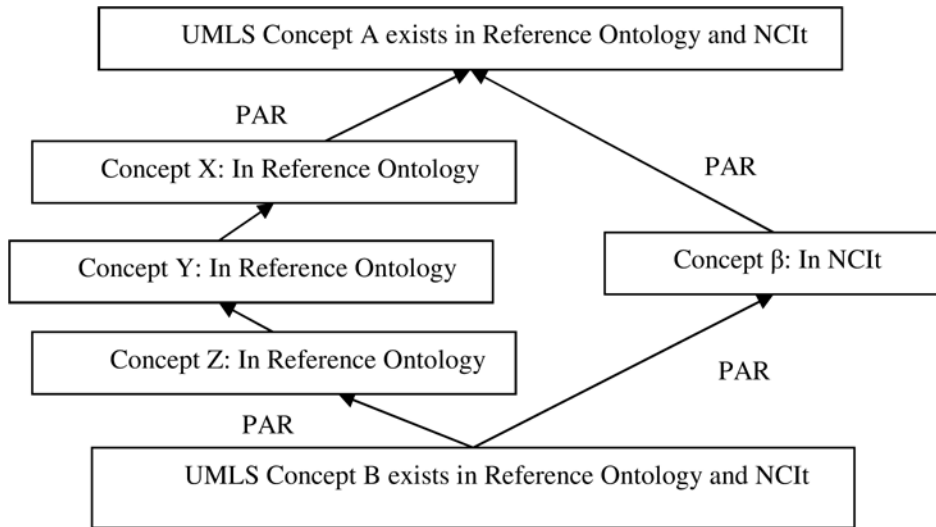 UMLS Concept A exists in Reference Ontology and NCIt
PAR
Concept X: In Reference Ontology
PAR
Concept Y: In Reference Ontology
Concept β: In NCIt
Concept Z: In Reference Ontology
PAR
PAR
UMLS Concept B exists in Reference Ontology and NCIt